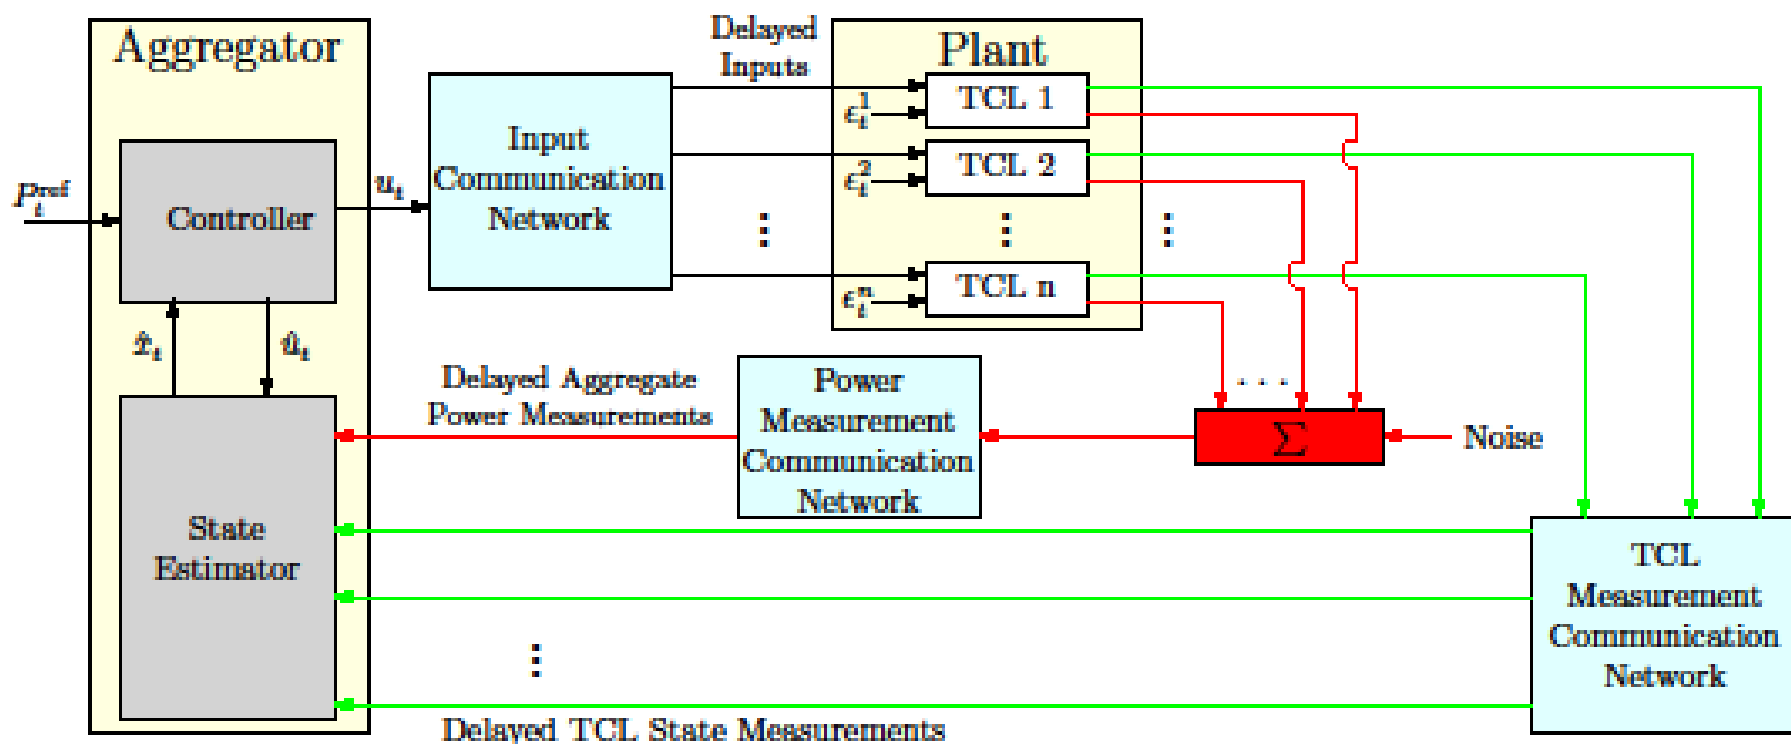 Aggregator
P_t^ref
Controller
u_t
x̂_t
û_t
State
Estimator
Input
Communication
Network
Delayed
Inputs
⋮
Plant
TCL 1
ϵ_t^1
TCL 2
ϵ_t^2
⋮
⋮
TCL n
ϵ_t^n
Delayed Aggregate
Power Measurements
Power
Measurement
Communication
Network
. . .
Σ
Noise
TCL
Measurement
Communication
Network
⋮
Delayed TCL State Measurements